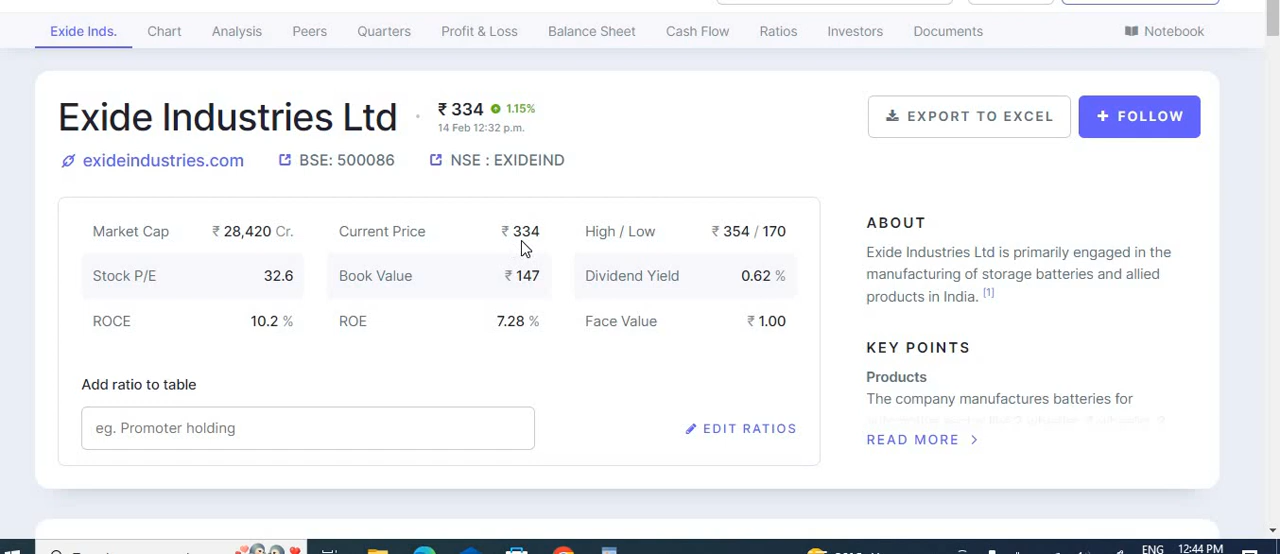 Exide Inds. Chart Analysis Peers Quarters Profit & Loss Balance Sheet Cash Flow Ratios Investors Documents Notebook
Exide Industries Ltd
₹ 334 1.15%
14 Feb 12:32 p.m.
EXPORT TO EXCEL
+ FOLLOW
exideindustries.com BSE: 500086 NSE : EXIDEIND
Market Cap ₹ 28,420 Cr. Current Price ₹ 334 High / Low ₹ 354 / 170
Stock P/E 32.6 Book Value ₹ 147 Dividend Yield 0.62 %
ROCE 10.2 % ROE 7.28 % Face Value ₹ 1.00
Add ratio to table
eg. Promoter holding
EDIT RATIOS
ABOUT
Exide Industries Ltd is primarily engaged in the
manufacturing of storage batteries and allied
products in India. [1]
KEY POINTS
Products
The company manufactures batteries for
READ MORE
ENG 12:44 PM